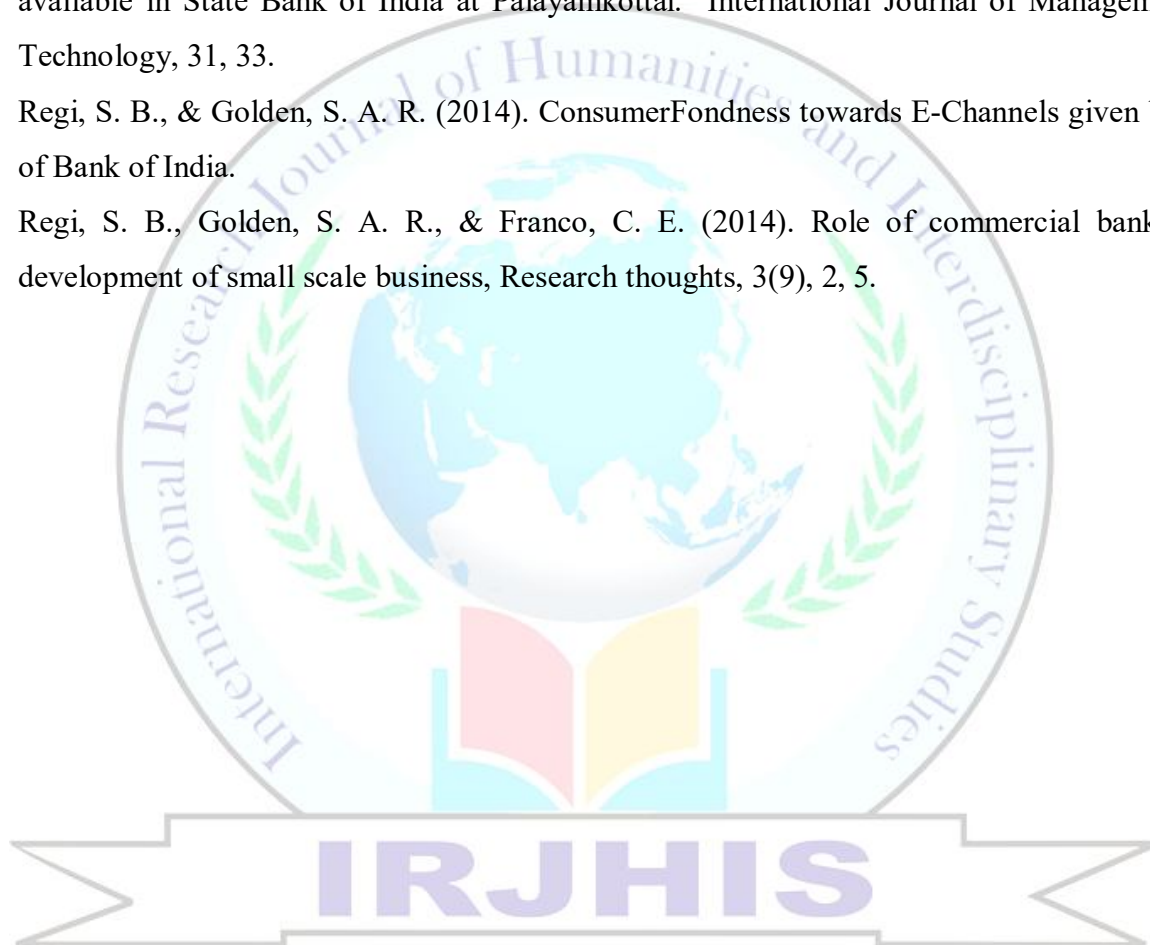 available in State Bank of India at Palayamkottai. International Journal of Managem
Technology, 31, 33.
Regi, S. B., & Golden, S. A. R. (2014). ConsumerFondness towards E-Channels given
of Bank of India.
Regi, S. B., Golden, S. A. R., & Franco, C. E. (2014). Role of commercial bank
development of small scale business, Research thoughts, 3(9), 2, 5.
International Research Journal of Humanities and Interdisciplinary Studies
IRJHIS